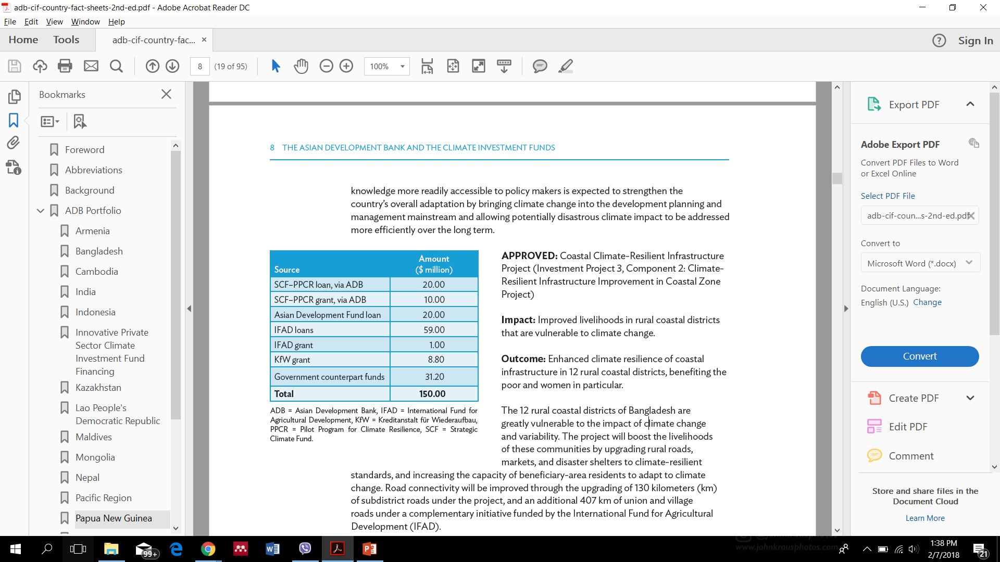 adb-cif-country-fact-sheets-2nd-ed.pdf - Adobe Acrobat Reader DC
File Edit View Window Help
Home Tools adb-cif-country-fac... × ? Sign In
8 (19 of 95) 100%
Bookmarks
Foreword
Abbreviations
Background
ADB Portfolio
Armenia
Bangladesh
Cambodia
India
Indonesia
Innovative Private
Sector Climate
Investment Fund
Financing
Kazakhstan
Lao People's
Democratic Republic
Maldives
Mongolia
Nepal
Pacific Region
Papua New Guinea
8 THE ASIAN DEVELOPMENT BANK AND THE CLIMATE INVESTMENT FUNDS
knowledge more readily accessible to policy makers is expected to strengthen the
country’s overall adaptation by bringing climate change into the development planning and
management mainstream and allowing potentially disastrous climate impact to be addressed
more efficiently over the long term.
Source Amount
($ million)
SCF–PPCR loan, via ADB 20.00
SCF–PPCR grant, via ADB 10.00
Asian Development Fund loan 20.00
IFAD loans 59.00
IFAD grant 1.00
KfW grant 8.80
Government counterpart funds 31.20
Total 150.00
ADB = Asian Development Bank, IFAD = International Fund for
Agricultural Development, KfW = Kreditanstalt für Wiederaufbau,
PPCR = Pilot Program for Climate Resilience, SCF = Strategic
Climate Fund.
APPROVED: Coastal Climate-Resilient Infrastructure
Project (Investment Project 3, Component 2: Climate-
Resilient Infrastructure Improvement in Coastal Zone
Project)
Impact: Improved livelihoods in rural coastal districts
that are vulnerable to climate change.
Outcome: Enhanced climate resilience of coastal
infrastructure in 12 rural coastal districts, benefiting the
poor and women in particular.
The 12 rural coastal districts of Bangladesh are
greatly vulnerable to the impact of climate change
and variability. The project will boost the livelihoods
of these communities by upgrading rural roads,
markets, and disaster shelters to climate-resilient
standards, and increasing the capacity of beneficiary-area residents to adapt to climate
change. Road connectivity will be improved through the upgrading of 130 kilometers (km)
of subdistrict roads under the project, and an additional 407 km of union and village
roads under a complementary initiative funded by the International Fund for Agricultural
Development (IFAD).
Export PDF
Adobe Export PDF
Convert PDF Files to Word
or Excel Online
Select PDF File
adb-cif-coun...s-2nd-ed.pdf
Convert to
Microsoft Word (*.docx)
Document Language:
English (U.S.) Change
Convert
Create PDF
Edit PDF
Comment
Store and share files in the
Document Cloud
Learn More
99+
www.johnkrausphotos.com
1:38 PM
2/7/2018
21